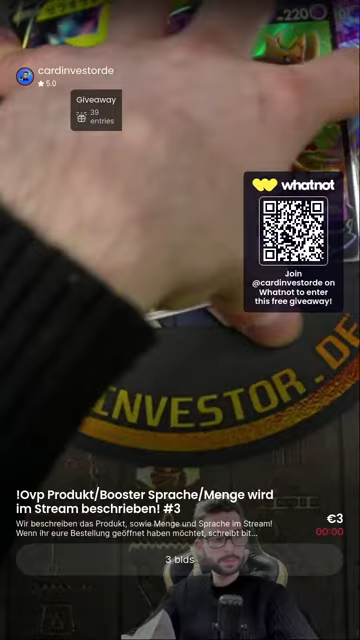 220
cardinvestorde
5.0
Giveaway
39
entries
whatnot
Join
@cardinvestorde on
Whatnot to enter
this free giveaway!
INVESTOR.DE
!Ovp Produkt/Booster Sprache/Menge wird
im Stream beschrieben! #3
€3
Wir beschreiben das Produkt, sowie Menge und Sprache im Stream!
00:00
Wenn ihr eure Bestellung geöffnet haben möchtet, schreibt bit...
3 bids